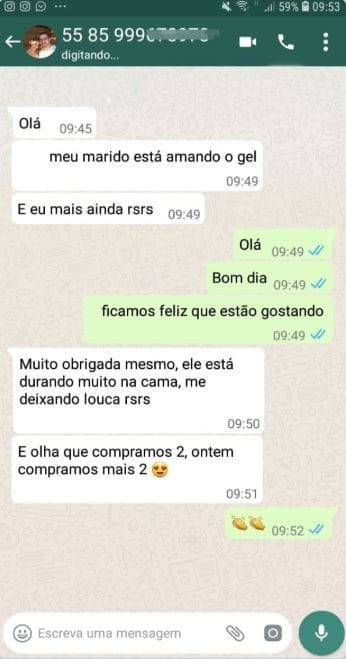 59% 09:53
55 85 999
digitando...
Olá 09:45
meu marido está amando o gel
09:49
E eu mais ainda rsrs 09:49
Olá 09:49
Bom dia 09:49
ficamos feliz que estão gostando
09:49
Muito obrigada mesmo, ele está
durando muito na cama, me
deixando louca rsrs
09:50
E olha que compramos 2, ontem
compramos mais 2 😍
09:51
👏👏 09:52
Escreva uma mensagem